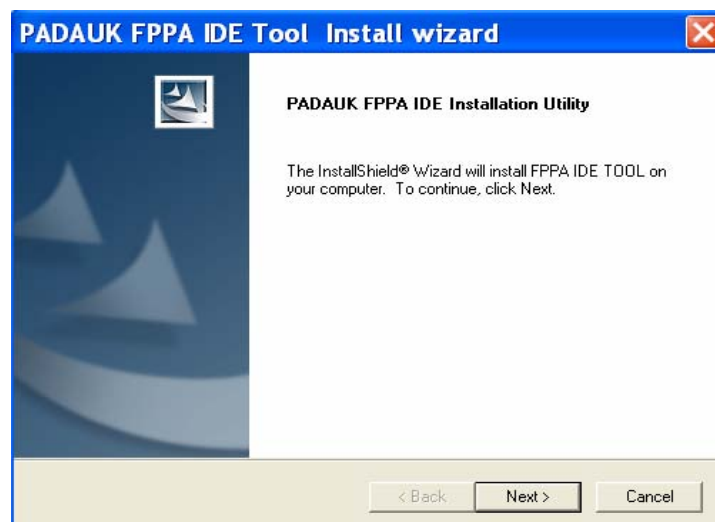 PADAUK FPPA IDE Tool Install wizard
PADAUK FPPA IDE Installation Utility
The InstallShield® Wizard will install FPPA IDE TOOL on
your computer. To continue, click Next.
< Back Next > Cancel